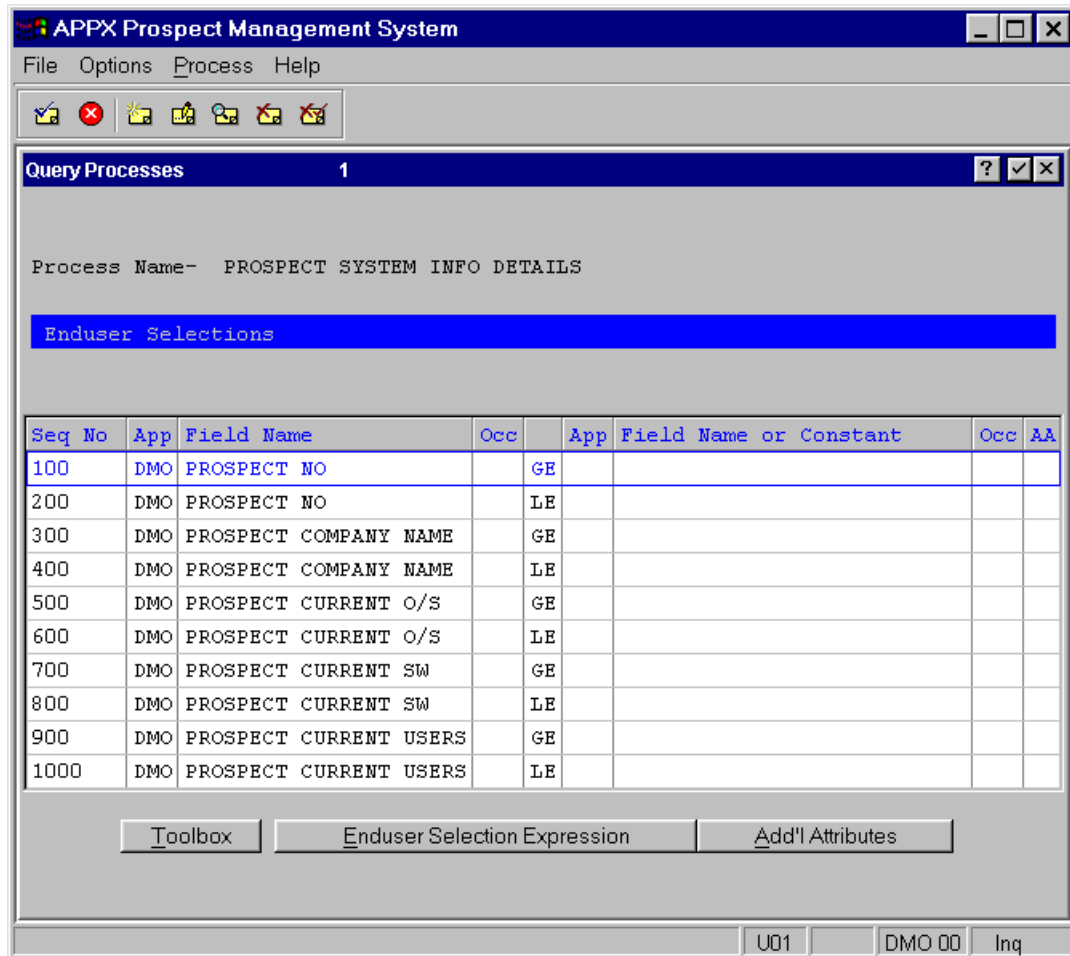 APPX Prospect Management System
File Options Process Help
Query Processes 1
Process Name- PROSPECT SYSTEM INFO DETAILS
Enduser Selections
Seq No App Field Name Occ App Field Name or Constant Occ AA
100 DMO PROSPECT NO GE
200 DMO PROSPECT NO LE
300 DMO PROSPECT COMPANY NAME GE
400 DMO PROSPECT COMPANY NAME LE
500 DMO PROSPECT CURRENT O/S GE
600 DMO PROSPECT CURRENT O/S LE
700 DMO PROSPECT CURRENT SW GE
800 DMO PROSPECT CURRENT SW LE
900 DMO PROSPECT CURRENT USERS GE
1000 DMO PROSPECT CURRENT USERS LE
Toolbox Enduser Selection Expression Add'l Attributes
U01 DMO 00 Inq